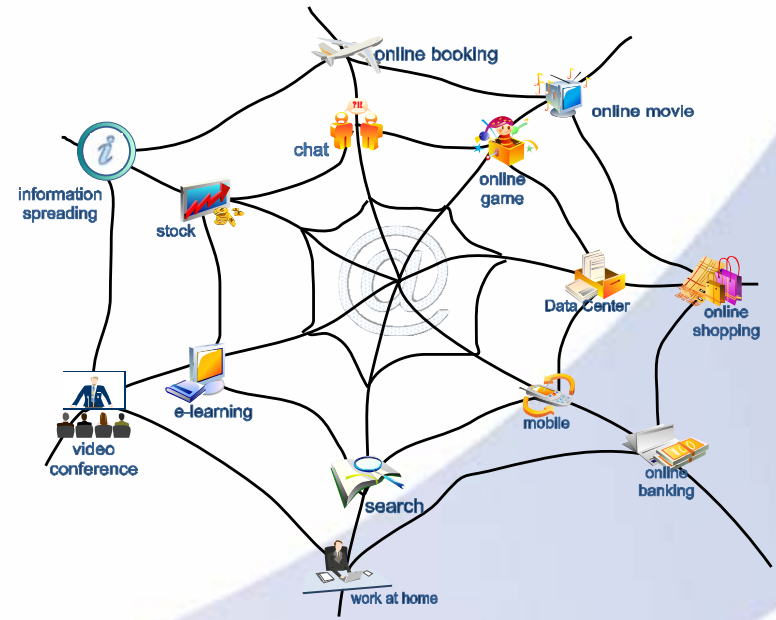 online booking
online movie
?!!
chat
online
game
i
information
spreading
stock
@
Data Center
online
shopping
e-learning
mobile
video
conference
online
banking
search
work at home